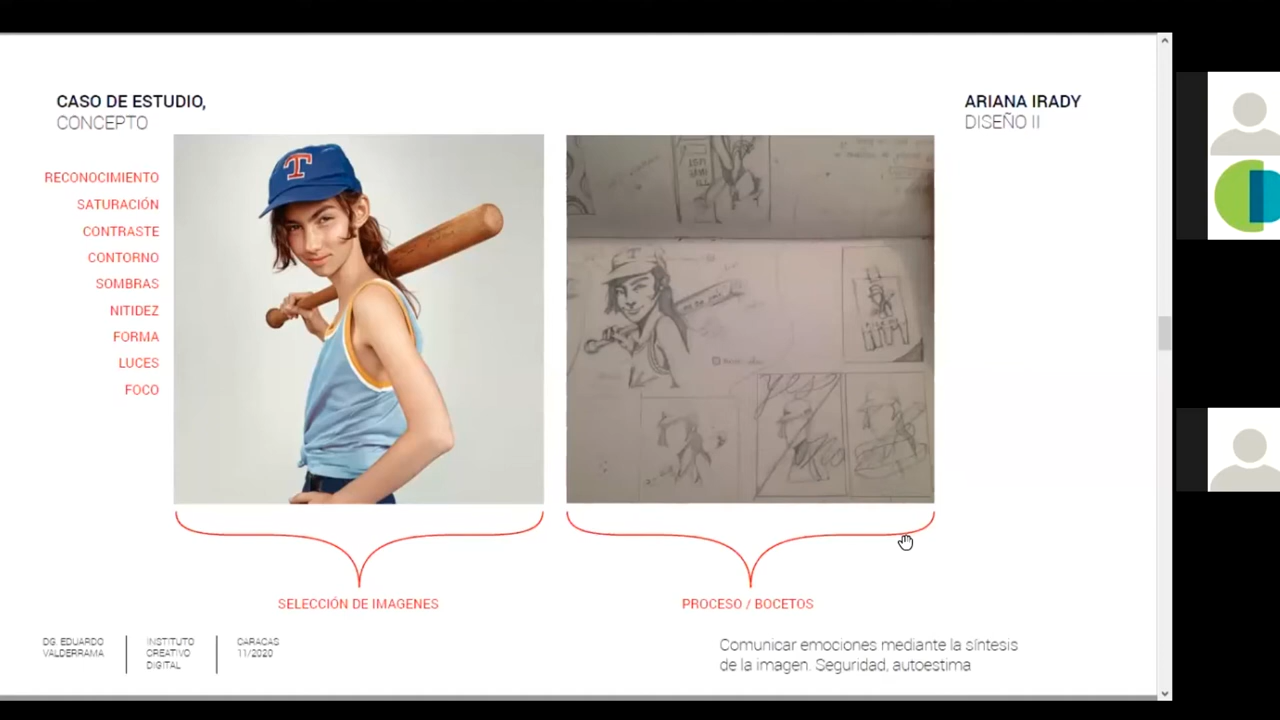 CASO DE ESTUDIO,
CONCEPTO
ARIANA IRADY
DISEÑO II
RECONOCIMIENTO
SATURACIÓN
CONTRASTE
CONTORNO
SOMBRAS
NITIDEZ
FORMA
LUCES
FOCO
T
T
SELECCIÓN DE IMAGENES
PROCESO / BOCETOS
DG. EDUARDO
VALDERRAMA
INSTITUTO
CREATIVO
DIGITAL
CARACAS
11/2020
Comunicar emociones mediante la síntesis
de la imagen. Seguridad, autoestima